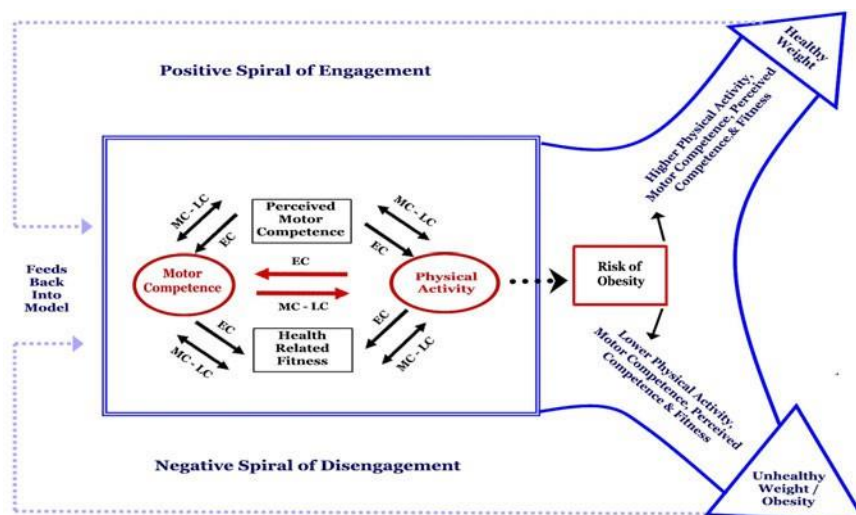 Positive Spiral of Engagement
Healthy
Weight
Higher Physical Activity,
Motor Competence, Perceived
Competence & Fitness
MC - LC
EC
Perceived
Motor
Competence
MC - LC
EC
Feeds
Back
Into
Model
Motor
Competence
EC
MC - LC
Physical
Activity
Risk of
Obesity
EC
MC - LC
Health
Related
Fitness
EC
MC - LC
Lower Physical Activity,
Motor Competence, Perceived
Competence & Fitness
Negative Spiral of Disengagement
Unhealthy
Weight /
Obesity